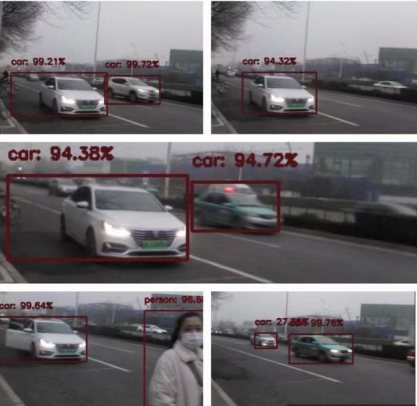 car: 99.21%
car: 99.72%
car: 94.32%
car: 94.38%
car: 94.72%
car: 99.64%
person:
car:
99.76%